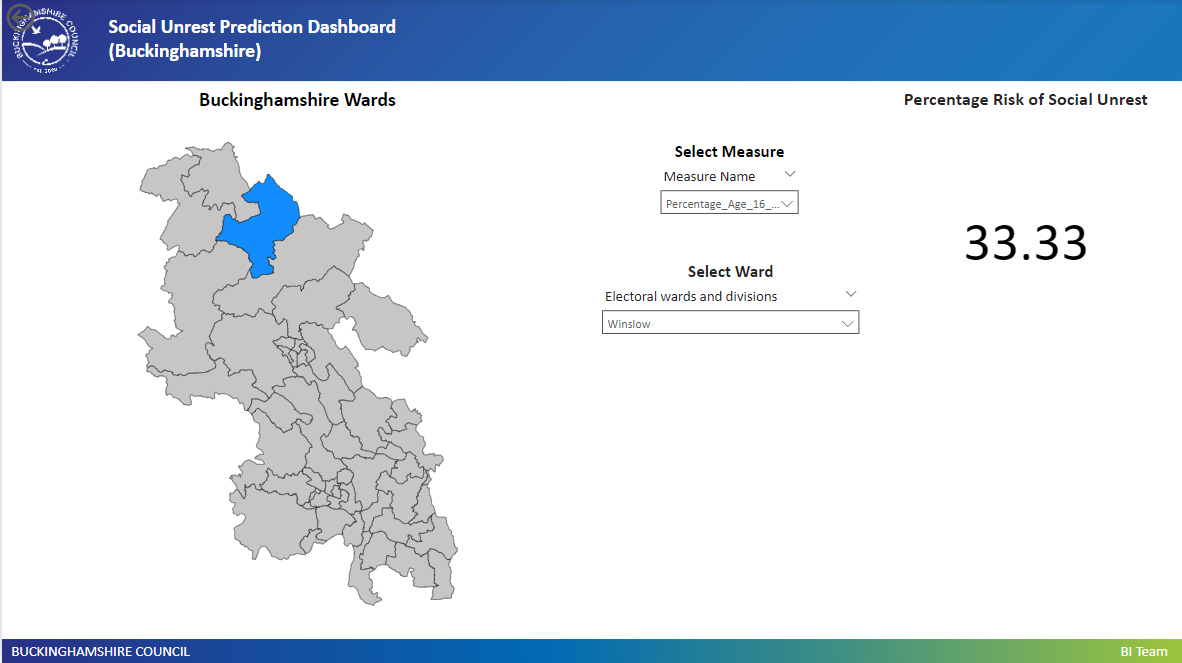 BUCKINGHAMSHIRE COUNCIL
EST. 2020
Social Unrest Prediction Dashboard
(Buckinghamshire)
Buckinghamshire Wards
Percentage Risk of Social Unrest
Select Measure
Measure Name
Percentage_Age_16_...
33.33
Select Ward
Electoral wards and divisions
Winslow
BUCKINGHAMSHIRE COUNCIL
BI Team